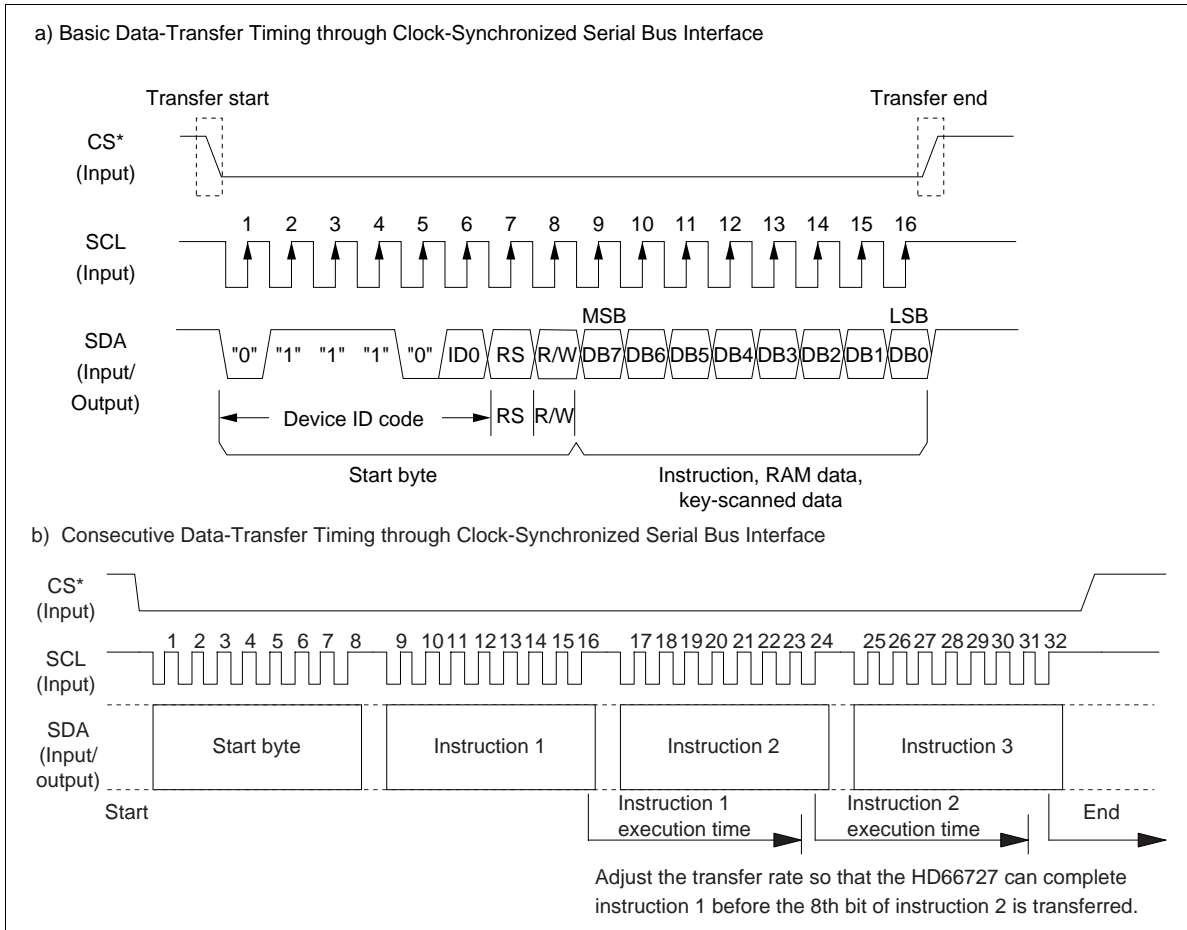 a) Basic Data-Transfer Timing through Clock-Synchronized Serial Bus Interface
Transfer start
Transfer end
CS*
(Input)
1 2 3 4 5 6 7 8 9 10 11 12 13 14 15 16
SCL
(Input)
MSB
LSB
SDA
(Input/
Output)
"0" "1" "1" "1" "0" ID0 RS R/W DB7 DB6 DB5 DB4 DB3 DB2 DB1 DB0
Device ID code RS R/W
Start byte
Instruction, RAM data,
key-scanned data
b) Consecutive Data-Transfer Timing through Clock-Synchronized Serial Bus Interface
CS*
(Input)
1 2 3 4 5 6 7 8 9 10 11 12 13 14 15 16 17 18 19 20 21 22 23 24 25 26 27 28 29 30 31 32
SCL
(Input)
SDA
(Input/
output)
Start byte
Instruction 1
Instruction 2
Instruction 3
Start
Instruction 1
execution time
Instruction 2
execution time
End
Adjust the transfer rate so that the HD66727 can complete
instruction 1 before the 8th bit of instruction 2 is transferred.